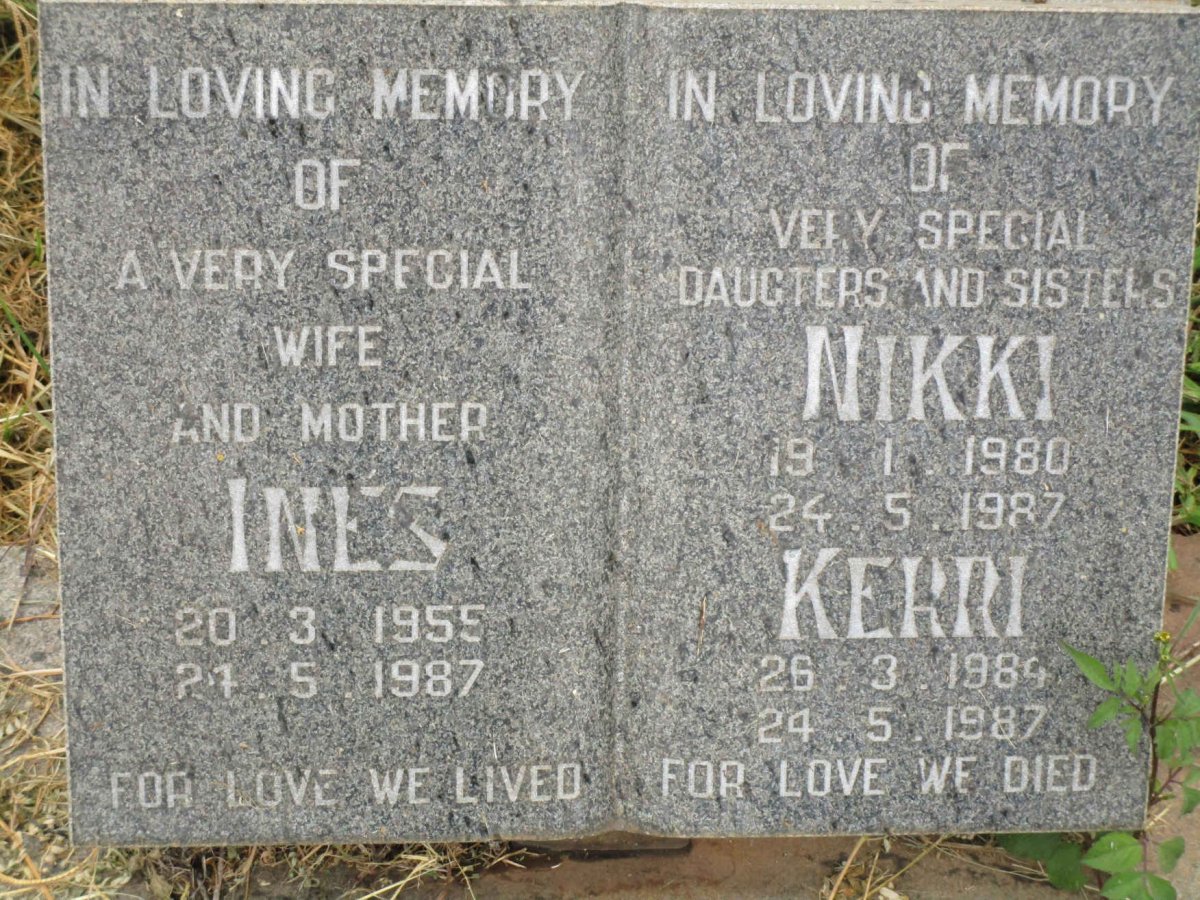 IN LOVING MEMORY
OF
A VERY SPECIAL
WIFE
AND MOTHER
INES
20 . 3 . 1955
24 . 5 . 1987
FOR LOVE WE LIVED
IN LOVING MEMORY
OF
VERY SPECIAL
DAUGTERS AND SISTERS
NIKKI
19 . 1 . 1980
24 . 5 . 1987
KERRI
26 . 3 . 1984
24 . 5 . 1987
FOR LOVE WE DIED